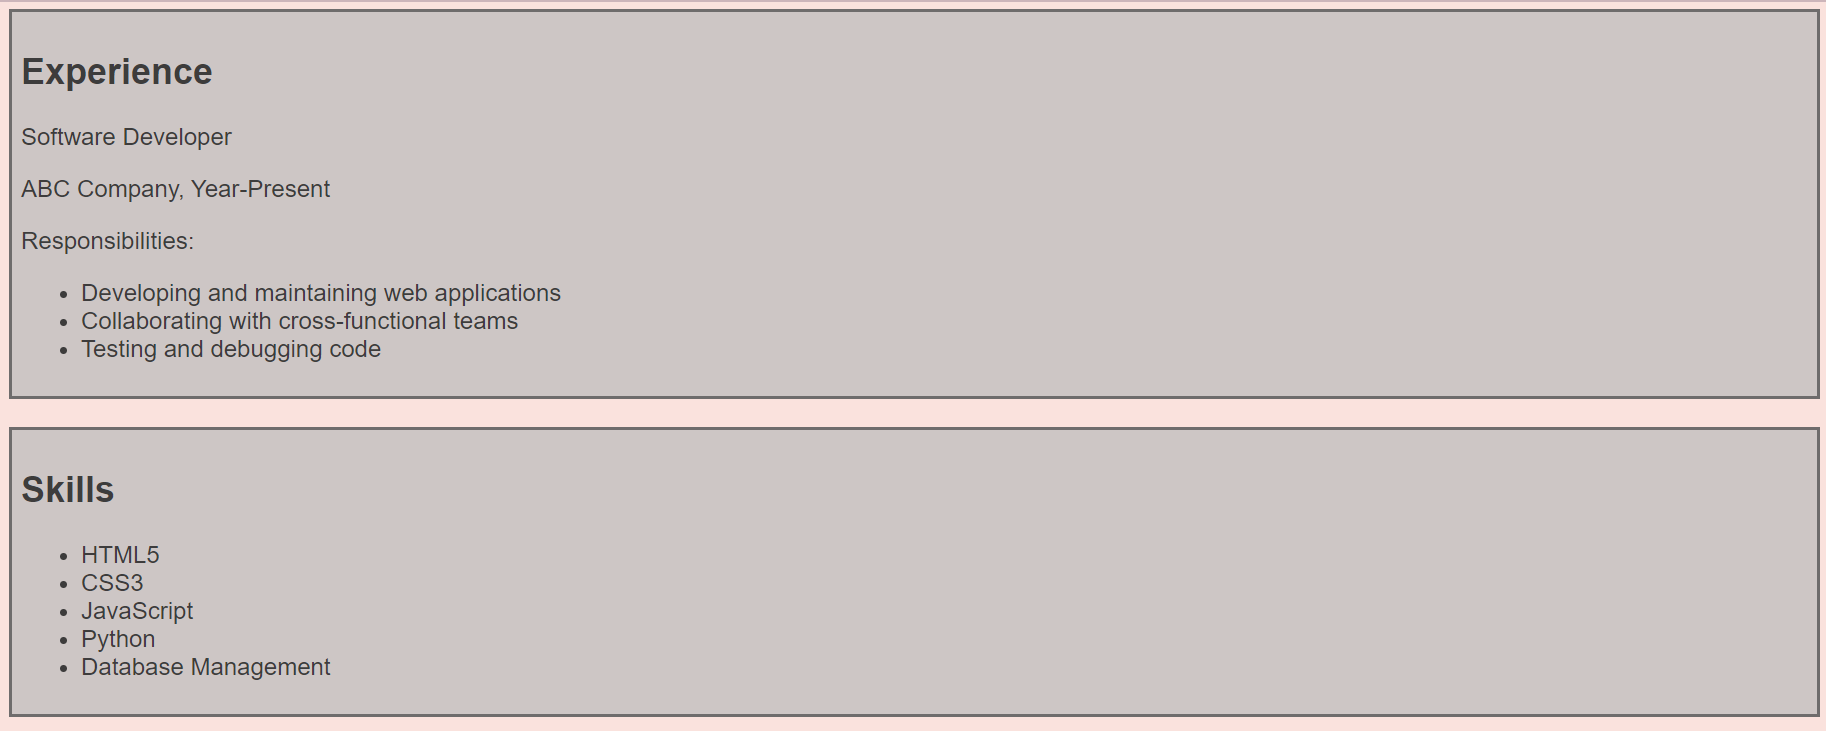 Experience
Software Developer
ABC Company, Year-Present
Responsibilities:
• Developing and maintaining web applications
• Collaborating with cross-functional teams
• Testing and debugging code
Skills
• HTML5
• CSS3
• JavaScript
• Python
• Database Management